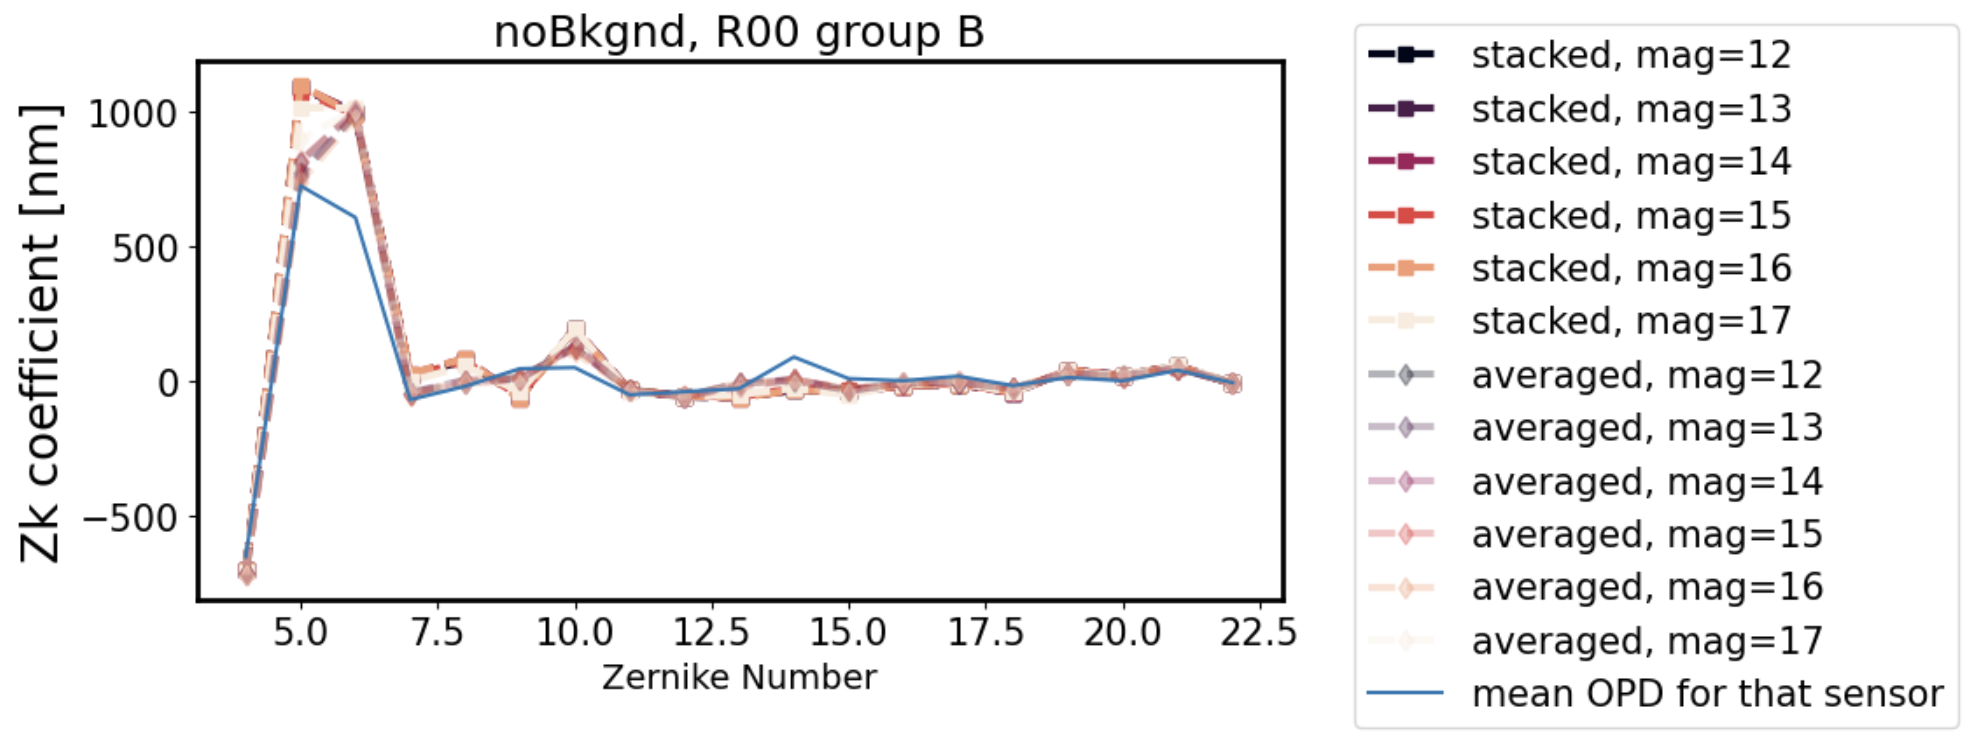 noBkgnd, R00 group B
Zk coefficient [nm]
1000
500
0
−500
5.0 7.5 10.0 12.5 15.0 17.5 20.0 22.5
Zernike Number
stacked, mag=12
stacked, mag=13
stacked, mag=14
stacked, mag=15
stacked, mag=16
stacked, mag=17
averaged, mag=12
averaged, mag=13
averaged, mag=14
averaged, mag=15
averaged, mag=16
averaged, mag=17
mean OPD for that sensor